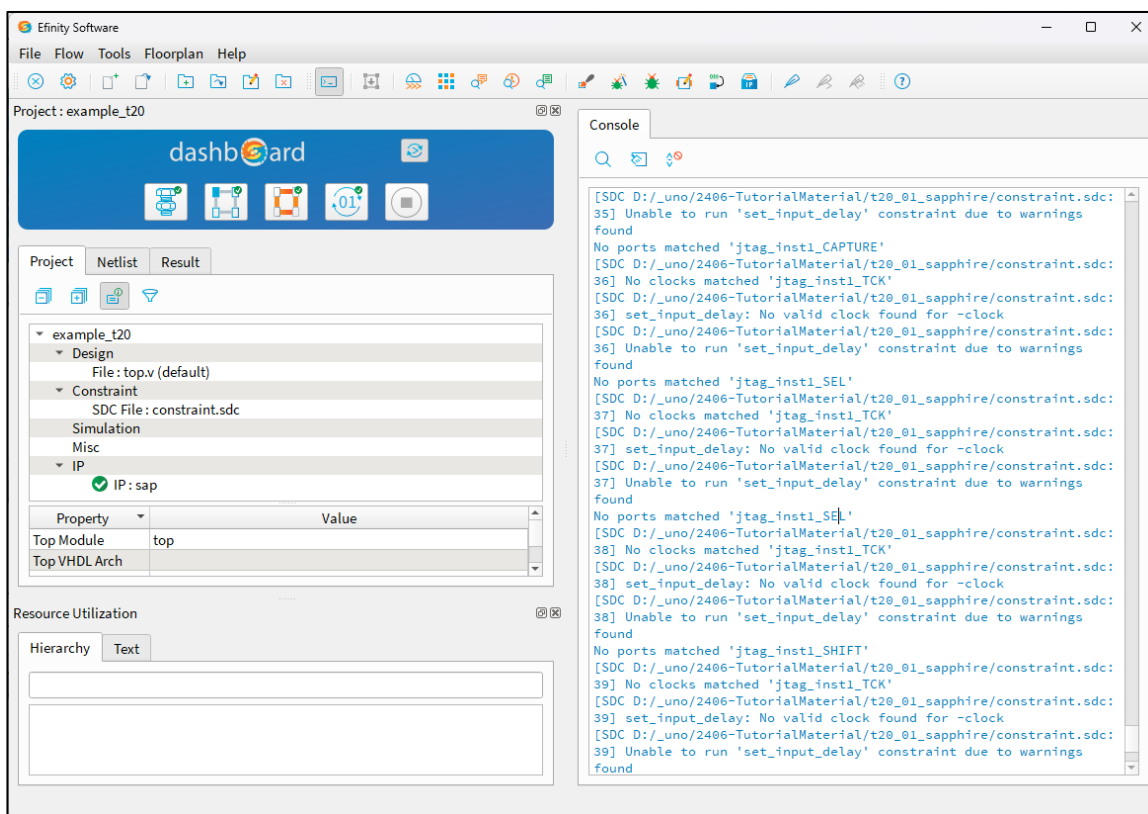 Efinity Software
File Flow Tools Floorplan Help
Project : example_t20
dashboard
01
Project Netlist Result
example_t20
Design
File : top.v (default)
Constraint
SDC File : constraint.sdc
Simulation
Misc
IP
IP : sap
Property Value
Top Module top
Top VHDL Arch
Resource Utilization
Hierarchy Text
Console
[SDC D:/_uno/2406-TutorialMaterial/t20_01_sapphire/constraint.sdc:
35] Unable to run 'set_input_delay' constraint due to warnings
found
No ports matched 'jtag_inst1_CAPTURE'
[SDC D:/_uno/2406-TutorialMaterial/t20_01_sapphire/constraint.sdc:
36] No clocks matched 'jtag_inst1_TCK'
[SDC D:/_uno/2406-TutorialMaterial/t20_01_sapphire/constraint.sdc:
36] set_input_delay: No valid clock found for -clock
[SDC D:/_uno/2406-TutorialMaterial/t20_01_sapphire/constraint.sdc:
36] Unable to run 'set_input_delay' constraint due to warnings
found
No ports matched 'jtag_inst1_SEL'
[SDC D:/_uno/2406-TutorialMaterial/t20_01_sapphire/constraint.sdc:
37] No clocks matched 'jtag_inst1_TCK'
[SDC D:/_uno/2406-TutorialMaterial/t20_01_sapphire/constraint.sdc:
37] set_input_delay: No valid clock found for -clock
[SDC D:/_uno/2406-TutorialMaterial/t20_01_sapphire/constraint.sdc:
37] Unable to run 'set_input_delay' constraint due to warnings
found
No ports matched 'jtag_inst1_SEL'
[SDC D:/_uno/2406-TutorialMaterial/t20_01_sapphire/constraint.sdc:
38] No clocks matched 'jtag_inst1_TCK'
[SDC D:/_uno/2406-TutorialMaterial/t20_01_sapphire/constraint.sdc:
38] set_input_delay: No valid clock found for -clock
[SDC D:/_uno/2406-TutorialMaterial/t20_01_sapphire/constraint.sdc:
38] Unable to run 'set_input_delay' constraint due to warnings
found
No ports matched 'jtag_inst1_SHIFT'
[SDC D:/_uno/2406-TutorialMaterial/t20_01_sapphire/constraint.sdc:
39] No clocks matched 'jtag_inst1_TCK'
[SDC D:/_uno/2406-TutorialMaterial/t20_01_sapphire/constraint.sdc:
39] set_input_delay: No valid clock found for -clock
[SDC D:/_uno/2406-TutorialMaterial/t20_01_sapphire/constraint.sdc:
39] Unable to run 'set_input_delay' constraint due to warnings
found